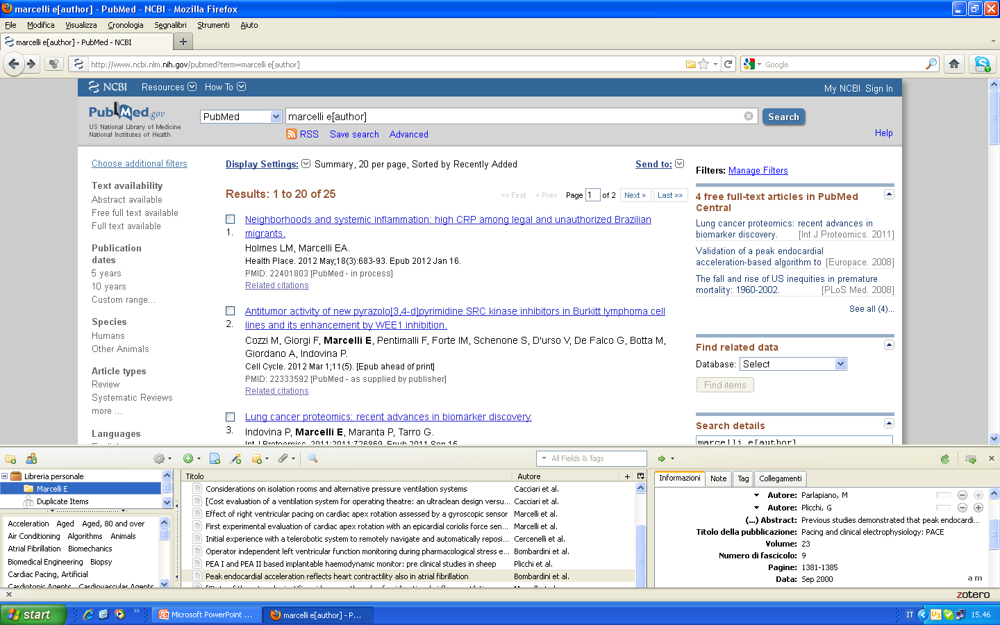 marcelli e[author] - PubMed - NCBI - Mozilla Firefox
File Modifica Visualizza Cronologia Segnalibri Strumenti Aiuto
marcelli e[author] - PubMed - NCBI
http://www.ncbi.nlm.nih.gov/pubmed?term=marcelli e[author]
Google
NCBI Resources How To
My NCBI Sign In
PubMed.gov
US National Library of Medicine
National Institutes of Health
PubMed
marcelli e[author]
Search
RSS Save search Advanced
Help
Choose additional filters
Text availability
Abstract available
Free full text available
Full text available
Publication
dates
5 years
10 years
Custom range...
Species
Humans
Other Animals
Article types
Review
Systematic Reviews
more ...
Languages
Display Settings: Summary, 20 per page, Sorted by Recently Added
Send to:
Results: 1 to 20 of 25
<< First < Prev Page 1 of 2 Next > Last >>
1.
Neighborhoods and systemic inflammation: high CRP among legal and unauthorized Brazilian
migrants.
Holmes LM, Marcelli EA.
Health Place. 2012 May;18(3):683-93. Epub 2012 Jan 16.
PMID: 22401803 [PubMed - in process]
Related citations
2.
Antitumor activity of new pyrazolo[3,4-d]pyrimidine SRC kinase inhibitors in Burkitt lymphoma cell
lines and its enhancement by WEE1 inhibition.
Cozzi M, Giorgi F, Marcelli E, Pentimalli F, Forte IM, Schenone S, D'urso V, De Falco G, Botta M,
Giordano A, Indovina P.
Cell Cycle. 2012 Mar 1;11(5). [Epub ahead of print]
PMID: 22333592 [PubMed - as supplied by publisher]
Related citations
3.
Lung cancer proteomics: recent advances in biomarker discovery.
Indovina P, Marcelli E, Maranta P, Tarro G.
Int J Proteomics. 2011;2011:726869. Epub 2011 Sep 15.
Filters: Manage Filters
4 free full-text articles in PubMed
Central
Lung cancer proteomics: recent advances in
biomarker discovery. [Int J Proteomics. 2011]
Validation of a peak endocardial
acceleration-based algorithm to [Europace. 2008]
The fall and rise of US inequities in premature
mortality: 1960-2002. [PLoS Med. 2008]
See all (4)...
Find related data
Database: Select
Find items
Search details
marcelli e[author]
All Fields & Tags
Libreria personale
Marcelli E
Duplicate Items
Acceleration Aged Aged, 80 and over
Air Conditioning Algorithms Animals
Atrial Fibrillation Biomechanics
Biomedical Engineering Biopsy
Cardiac Pacing, Artificial
Cardiotonic Agents Cardiovascular Agents
Titolo Autore
Considerations on isolation rooms and alternative pressure ventilation systems Cacciari et al.
[Cost evaluation of a ventilation system for operating theatre: an ultraclean design versu... Cacciari et al.
Effect of right ventricular pacing on cardiac apex rotation assessed by a gyroscopic sensor Marcelli et al.
First experimental evaluation of cardiac apex rotation with an epicardial coriolis force sen... Marcelli et al.
Initial experience with a telerobotic system to remotely navigate and automatically reposi... Cercenelli et al.
Operator independent left ventricular function monitoring during pharmacological stress e... Bombardini et al.
PEA I and PEA II based implantable haemodynamic monitor: pre clinical studies in sheep Plicchi et al.
Peak endocardial acceleration reflects heart contractility also in atrial fibrillation Bombardini et al.
Informazioni Note Tag Collegamenti
Autore: Parlapiano, M
Autore: Plicchi, G
(...) Abstract: Previous studies demonstrated that peak endocardi...
Titolo della pubblicazione: Pacing and clinical electrophysiology: PACE
Volume: 23
Numero di fascicolo: 9
Pagine: 1381-1385
Data: Sep 2000 a m
zotero
start
Microsoft PowerPoint ...
marcelli e[author] - P...
IT
15.46